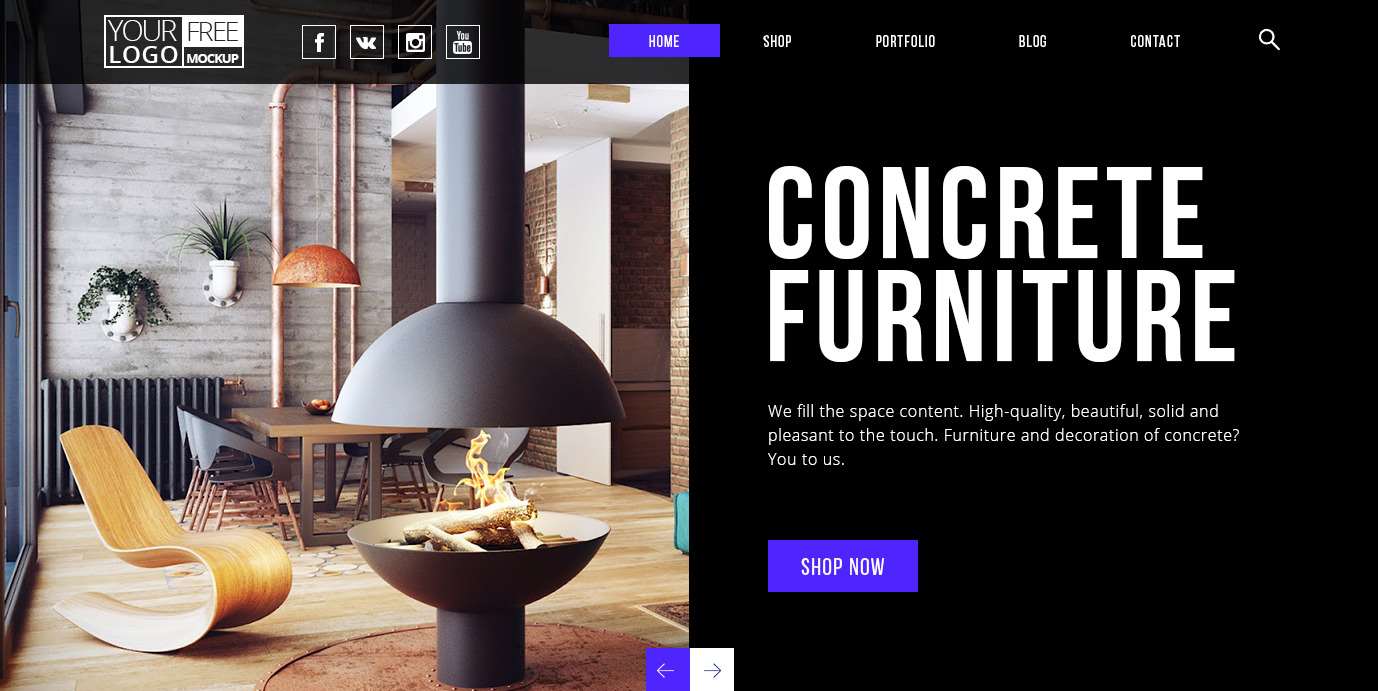 YOUR FREE
LOGO MOCKUP
f
VK
You
Tube
HOME
SHOP
PORTFOLIO
BLOG
CONTACT
CONCRETE
FURNITURE
We fill the space content. High-quality, beautiful, solid and
pleasant to the touch. Furniture and decoration of concrete?
You to us.
SHOP NOW